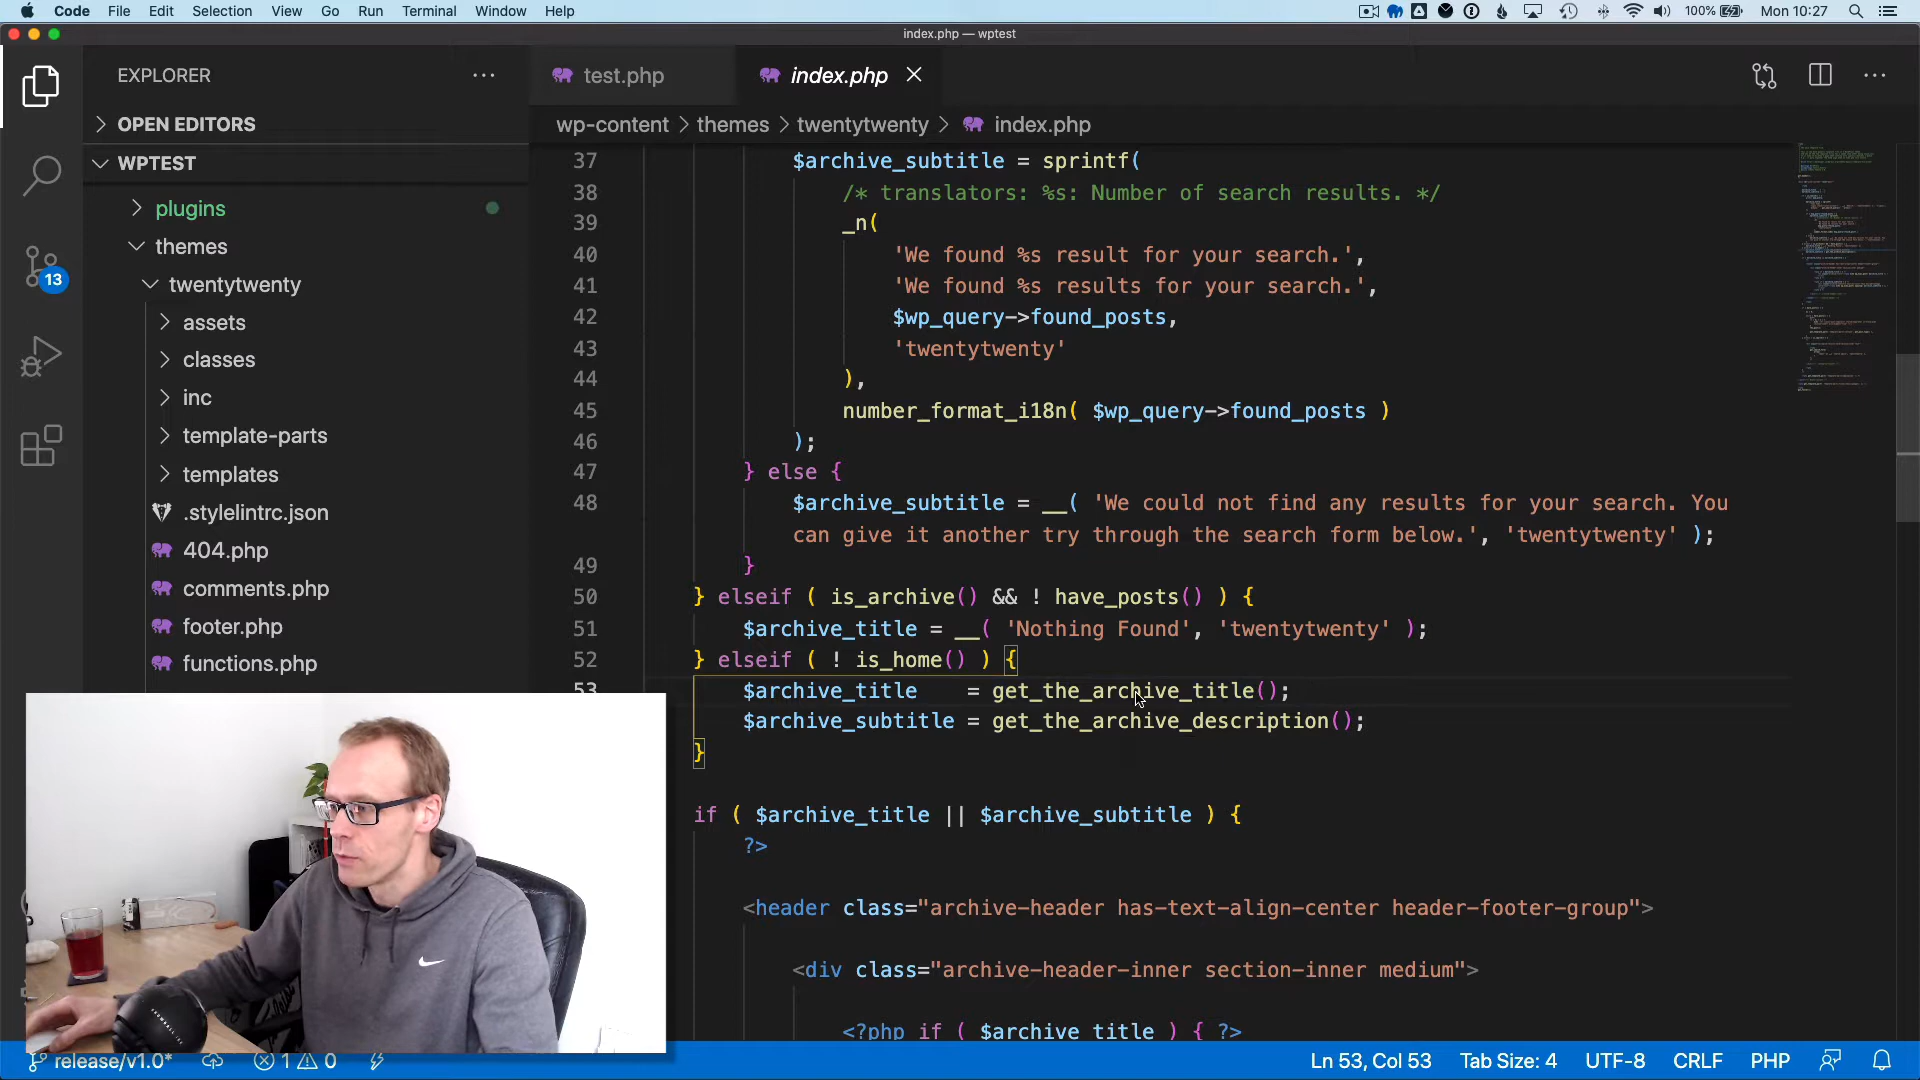 Code File Edit Selection View Go Run Terminal Window Help 100% Mon 10:27
index.php — wptest
EXPLORER
OPEN EDITORS
WPTEST
plugins
themes
twentytwenty
assets
classes
inc
template-parts
templates
.stylelintrc.json
404.php
comments.php
footer.php
functions.php
13
test.php index.php
wp-content > themes > twentytwenty > index.php
37 $archive_subtitle = sprintf(
38 /* translators: %s: Number of search results. */
39 _n(
40 'We found %s result for your search.',
41 'We found %s results for your search.',
42 $wp_query->found_posts,
43 'twentytwenty'
44 ),
45 number_format_i18n( $wp_query->found_posts )
46 );
47 } else {
48 $archive_subtitle = __( 'We could not find any results for your search. You
can give it another try through the search form below.', 'twentytwenty' );
49 }
50 } elseif ( is_archive() && ! have_posts() ) {
51 $archive_title = __( 'Nothing Found', 'twentytwenty' );
52 } elseif ( ! is_home() ) {
53 $archive_title    = get_the_archive_title();
$archive_subtitle = get_the_archive_description();
}
if ( $archive_title || $archive_subtitle ) {
?>
<header class="archive-header has-text-align-center header-footer-group">
<div class="archive-header-inner section-inner medium">
<?php if ( $archive_title ) { ?>
release/v1.0* 1 0 Ln 53, Col 53 Tab Size: 4 UTF-8 CRLF PHP